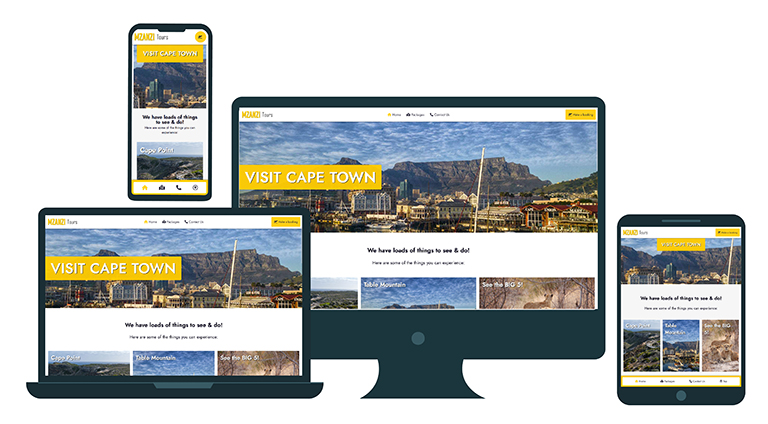 MZANZI Tours
VISIT CAPE TOWN
We have loads of things
to see & do!
Here are some of the things you can
experience:
Cape Point
MZANZI Tours
Home Packages Contact Us
Make a booking
VISIT CAPE TOWN
We have loads of things to see & do!
Here are some of the things you can experience:
Table Mountain
See the BIG 5!
MZANZI Tours
Home Packages Contact Us
Make a booking
VISIT CAPE TOWN
We have loads of things to see & do!
Here are some of the things you can experience:
Cape Point
Table Mountain
See the BIG 5!
MZANZI Tours
Make a booking
VISIT CAPE TOWN
We have loads of things to see & do!
Here are some of the things you can experience:
Cape Point
Table
Mountain
See the BIG
5!
Home Packages Contact Us